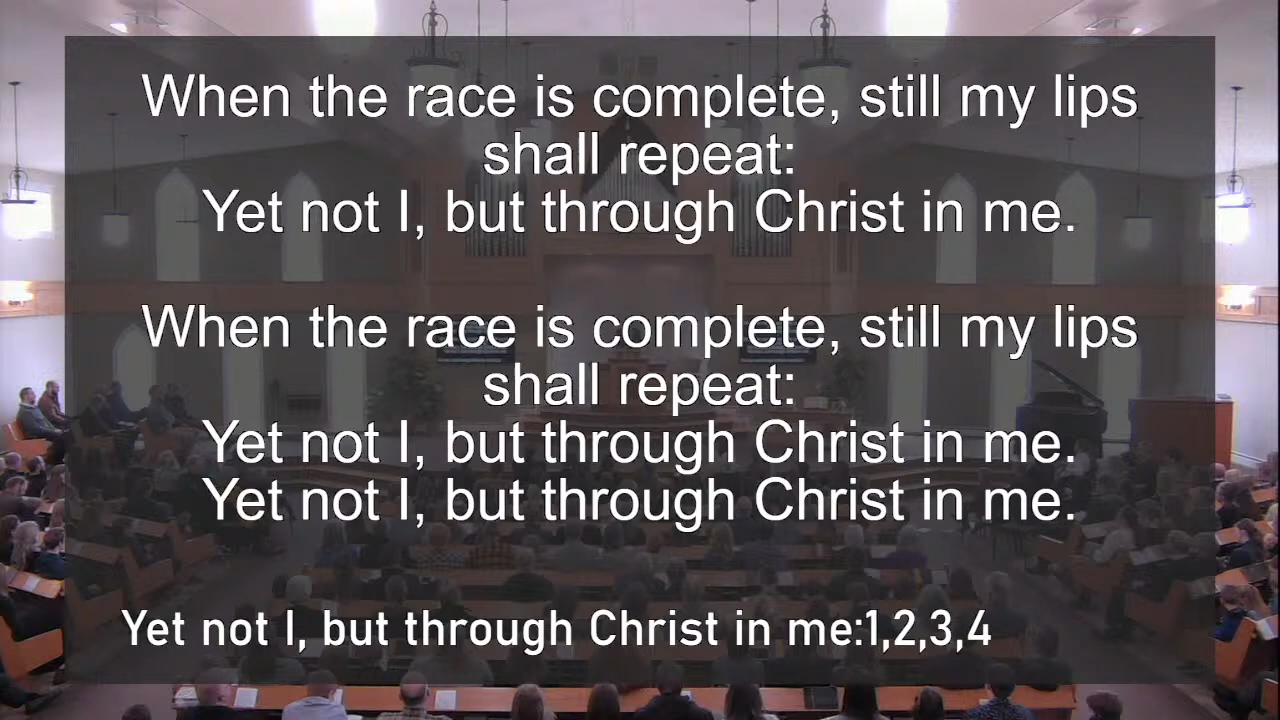 When the race is complete, still my lips
shall repeat:
Yet not I, but through Christ in me.
When the race is complete, still my lips
shall repeat:
Yet not I, but through Christ in me.
Yet not I, but through Christ in me.
Yet not I, but through Christ in me:1,2,3,4